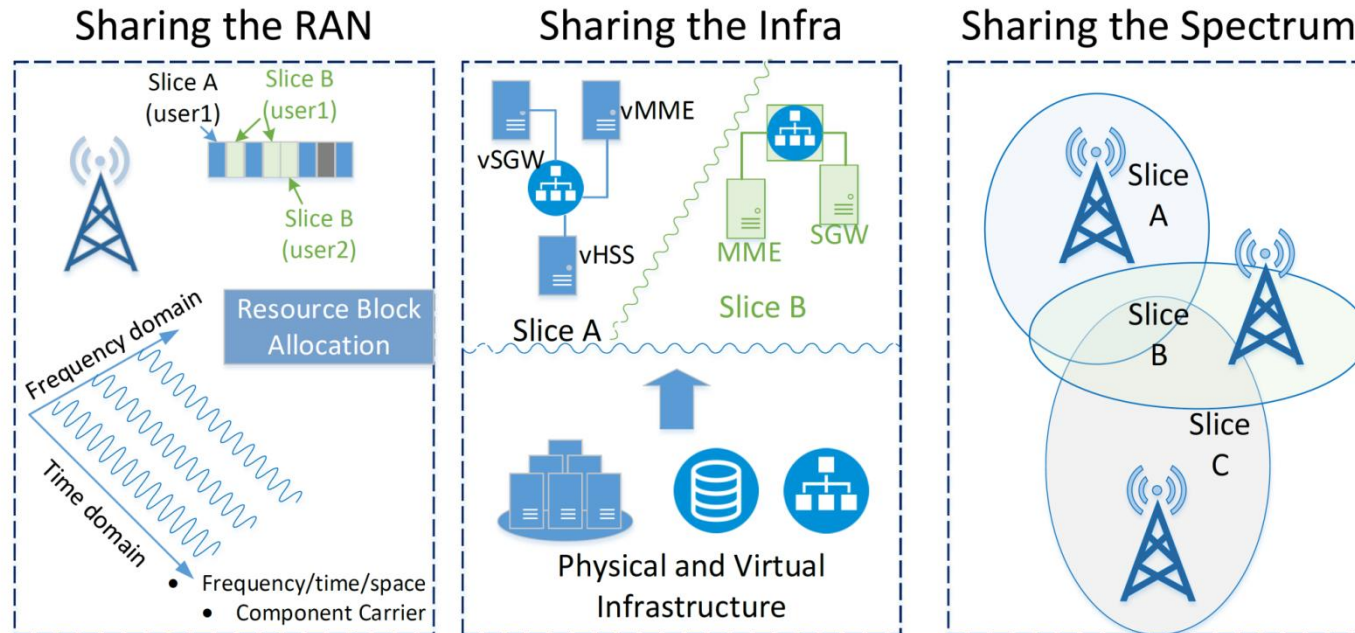 Sharing the RAN
Slice A
(user1)
Slice B
(user1)
Slice B
(user2)
Resource Block
Allocation
Frequency domain
Time domain
• Frequency/time/space
• Component Carrier
Sharing the Infra
vSGW
vMME
vHSS
Slice A
MME
SGW
Slice B
Physical and Virtual
Infrastructure
Sharing the Spectrum
Slice
A
Slice
B
Slice
C